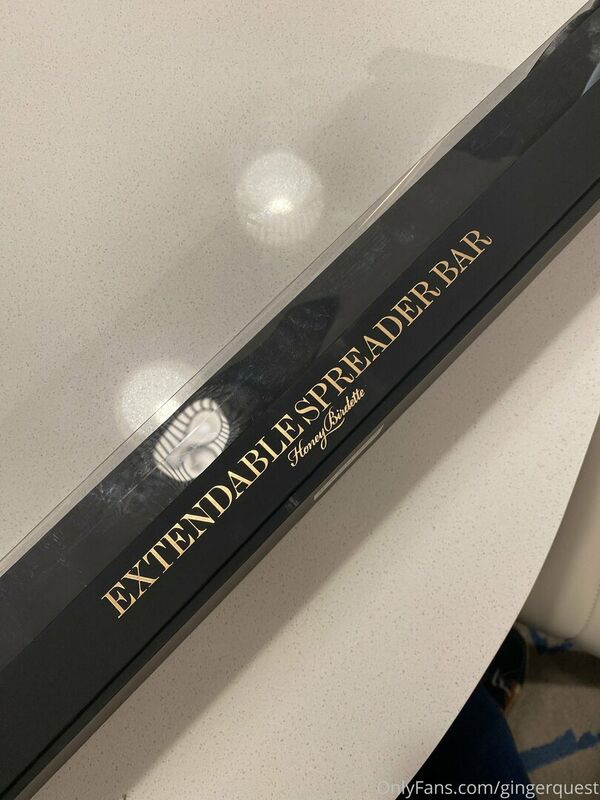 EXTENDABLE SPREADER BAR
Honey Birdette
OnlyFans.com/gingerquest